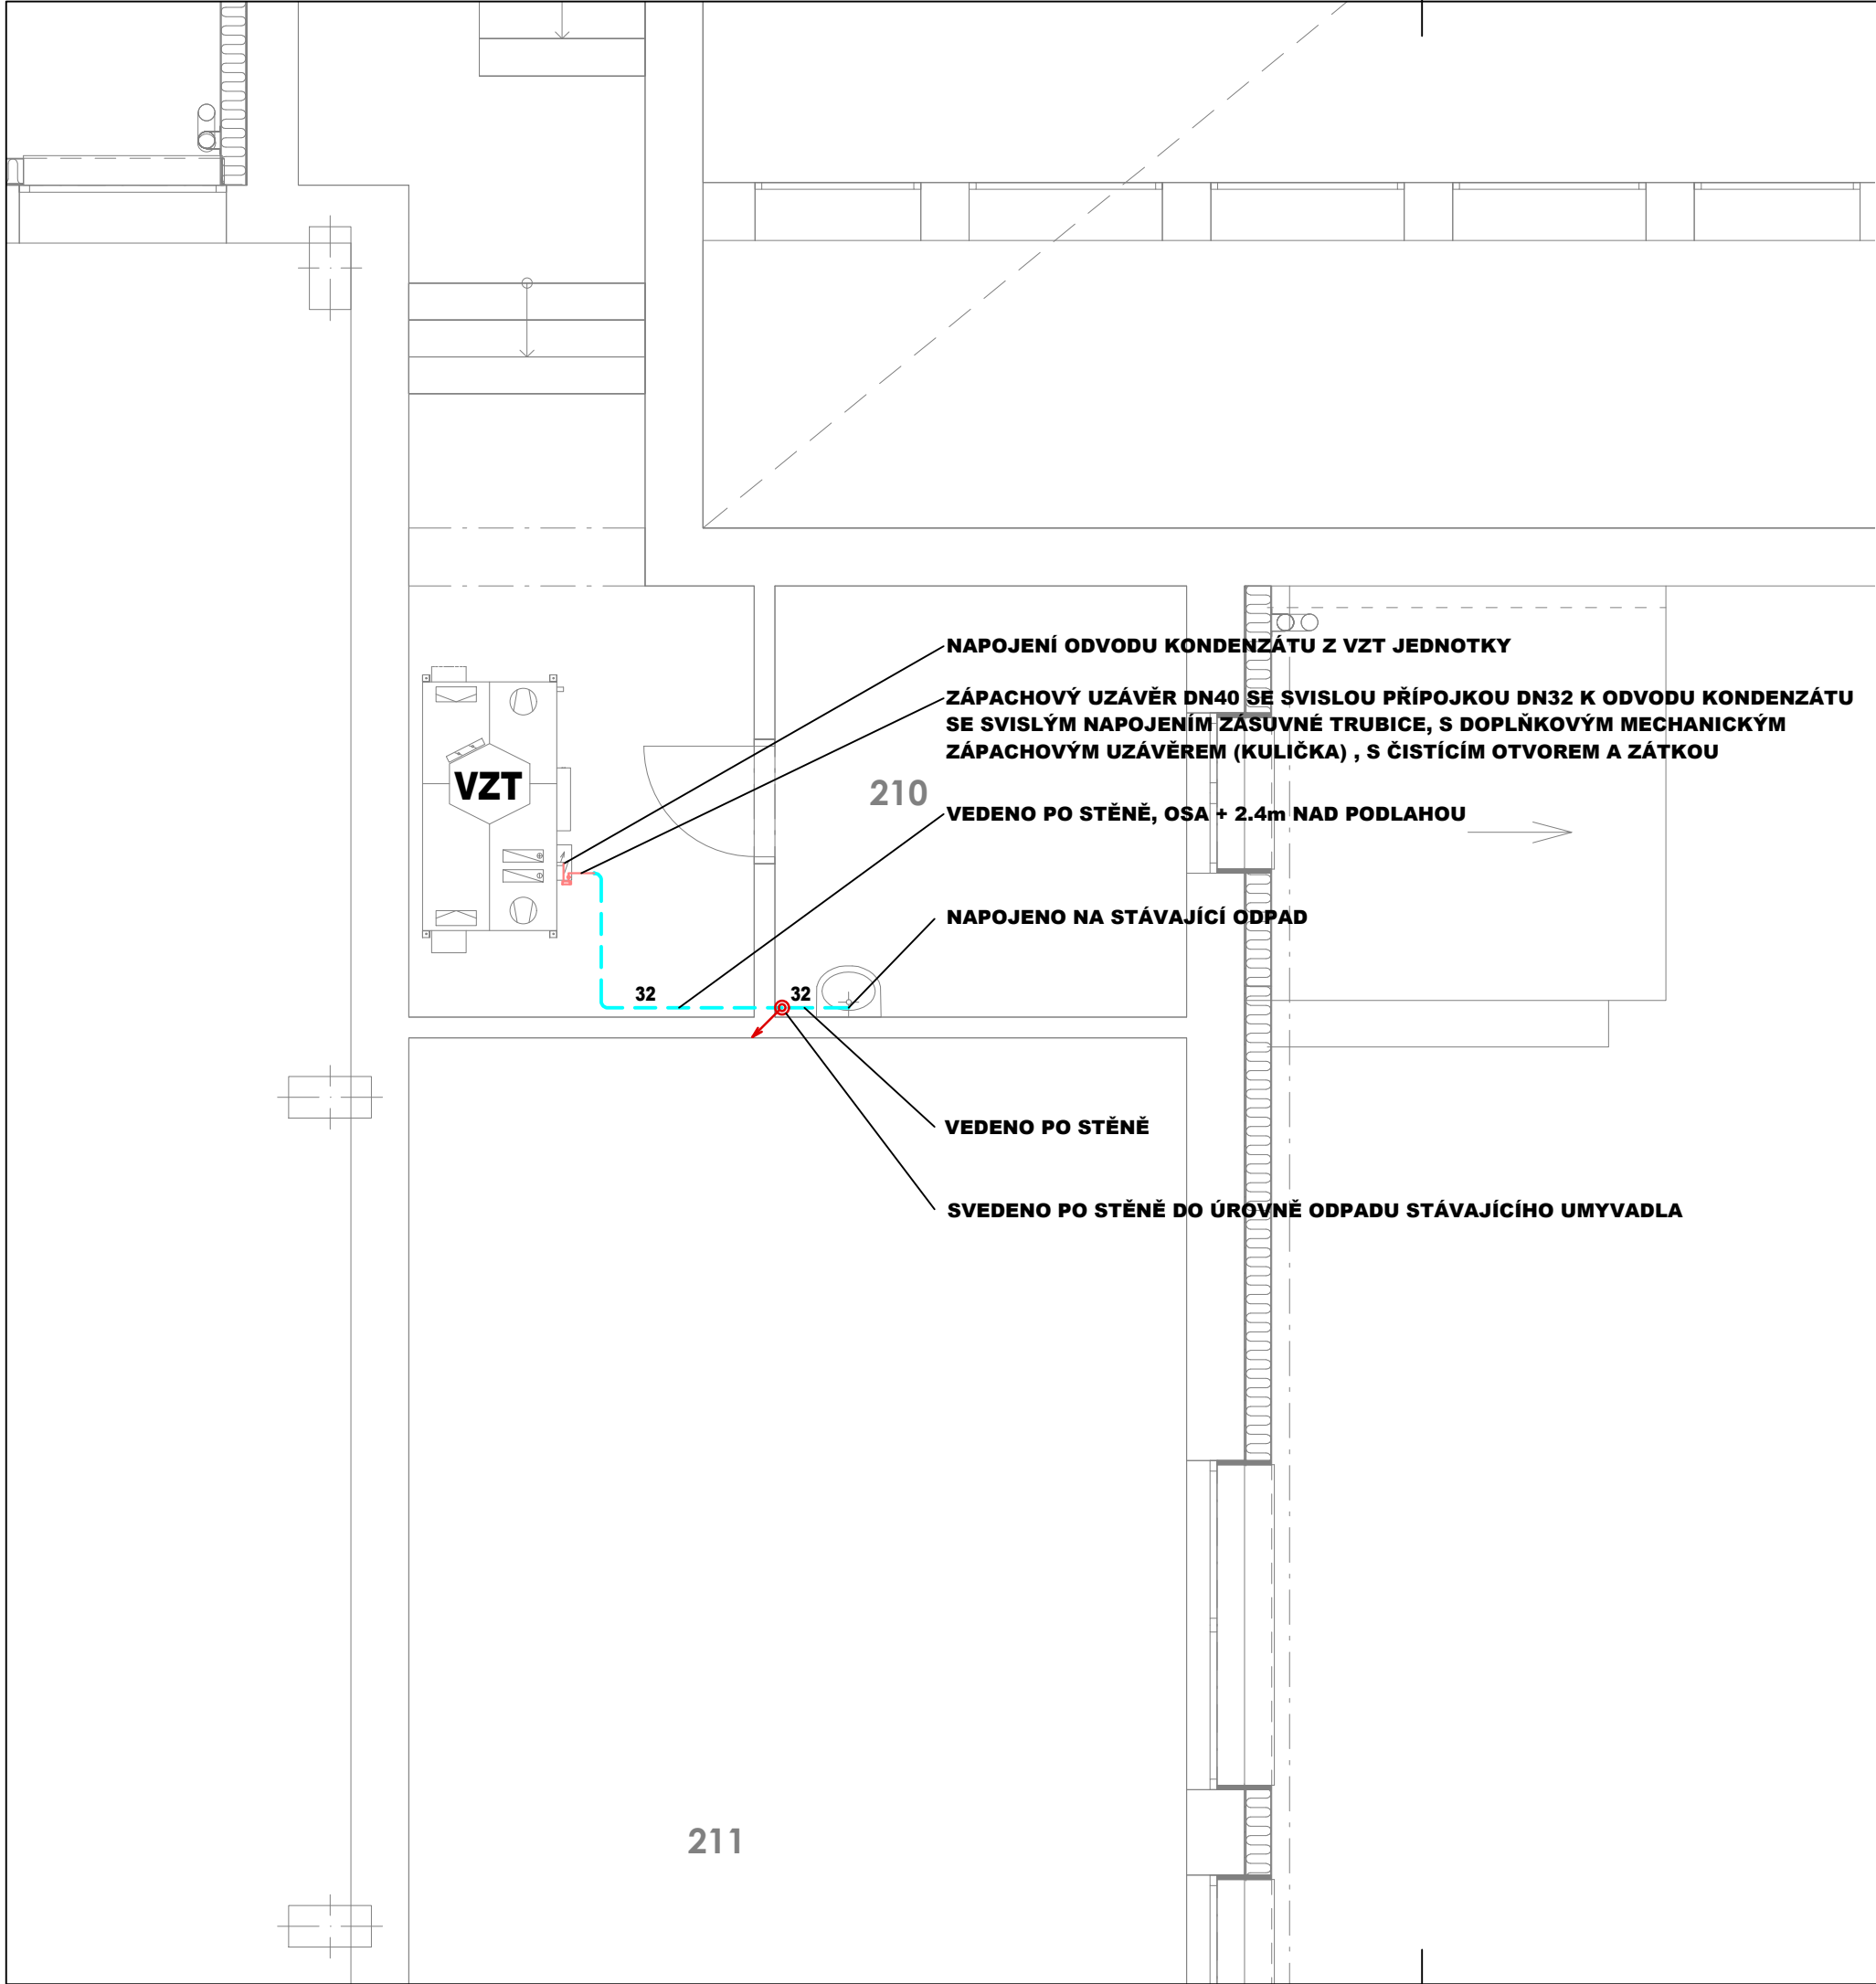 NAPOJENÍ ODVODU KONDENZÁTU Z VZT JEDNOTKY
ZÁPACHOVÝ UZÁVĚR DN40 SE SVISLOU PŘÍPOJKOU DN32 K ODVODU KONDENZÁTU
SE SVISLÝM NAPOJENÍM ZÁSUVNÉ TRUBICE, S DOPLŇKOVÝM MECHANICKÝM
ZÁPACHOVÝM UZÁVĚREM (KULIČKA) , S ČISTÍCÍM OTVOREM A ZÁTKOU
VZT
210
VEDENO PO STĚNĚ, OSA + 2.4m NAD PODLAHOU
NAPOJENO NA STÁVAJÍCÍ ODPAD
32
32
VEDENO PO STĚNĚ
SVEDENO PO STĚNĚ DO ÚROVNĚ ODPADU STÁVAJÍCÍHO UMYVADLA
211